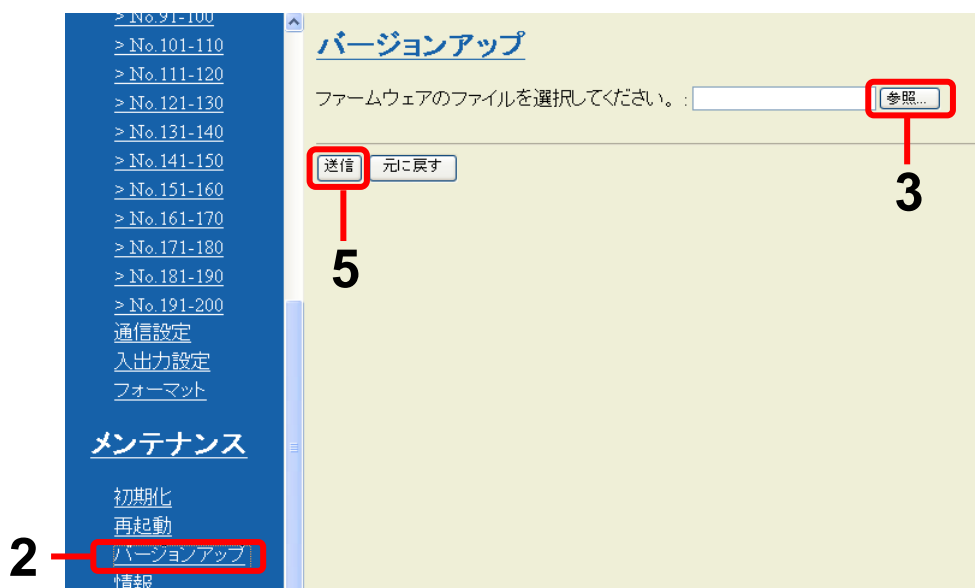 > No.91-100
> No.101-110
> No.111-120
> No.121-130
> No.131-140
> No.141-150
> No.151-160
> No.161-170
> No.171-180
> No.181-190
> No.191-200
通信設定
入出力設定
フォーマット
メンテナンス
初期化
再起動
2
バージョンアップ
情報
バージョンアップ
ファームウェアのファイルを選択してください。:
参照...
3
送信
元に戻す
5